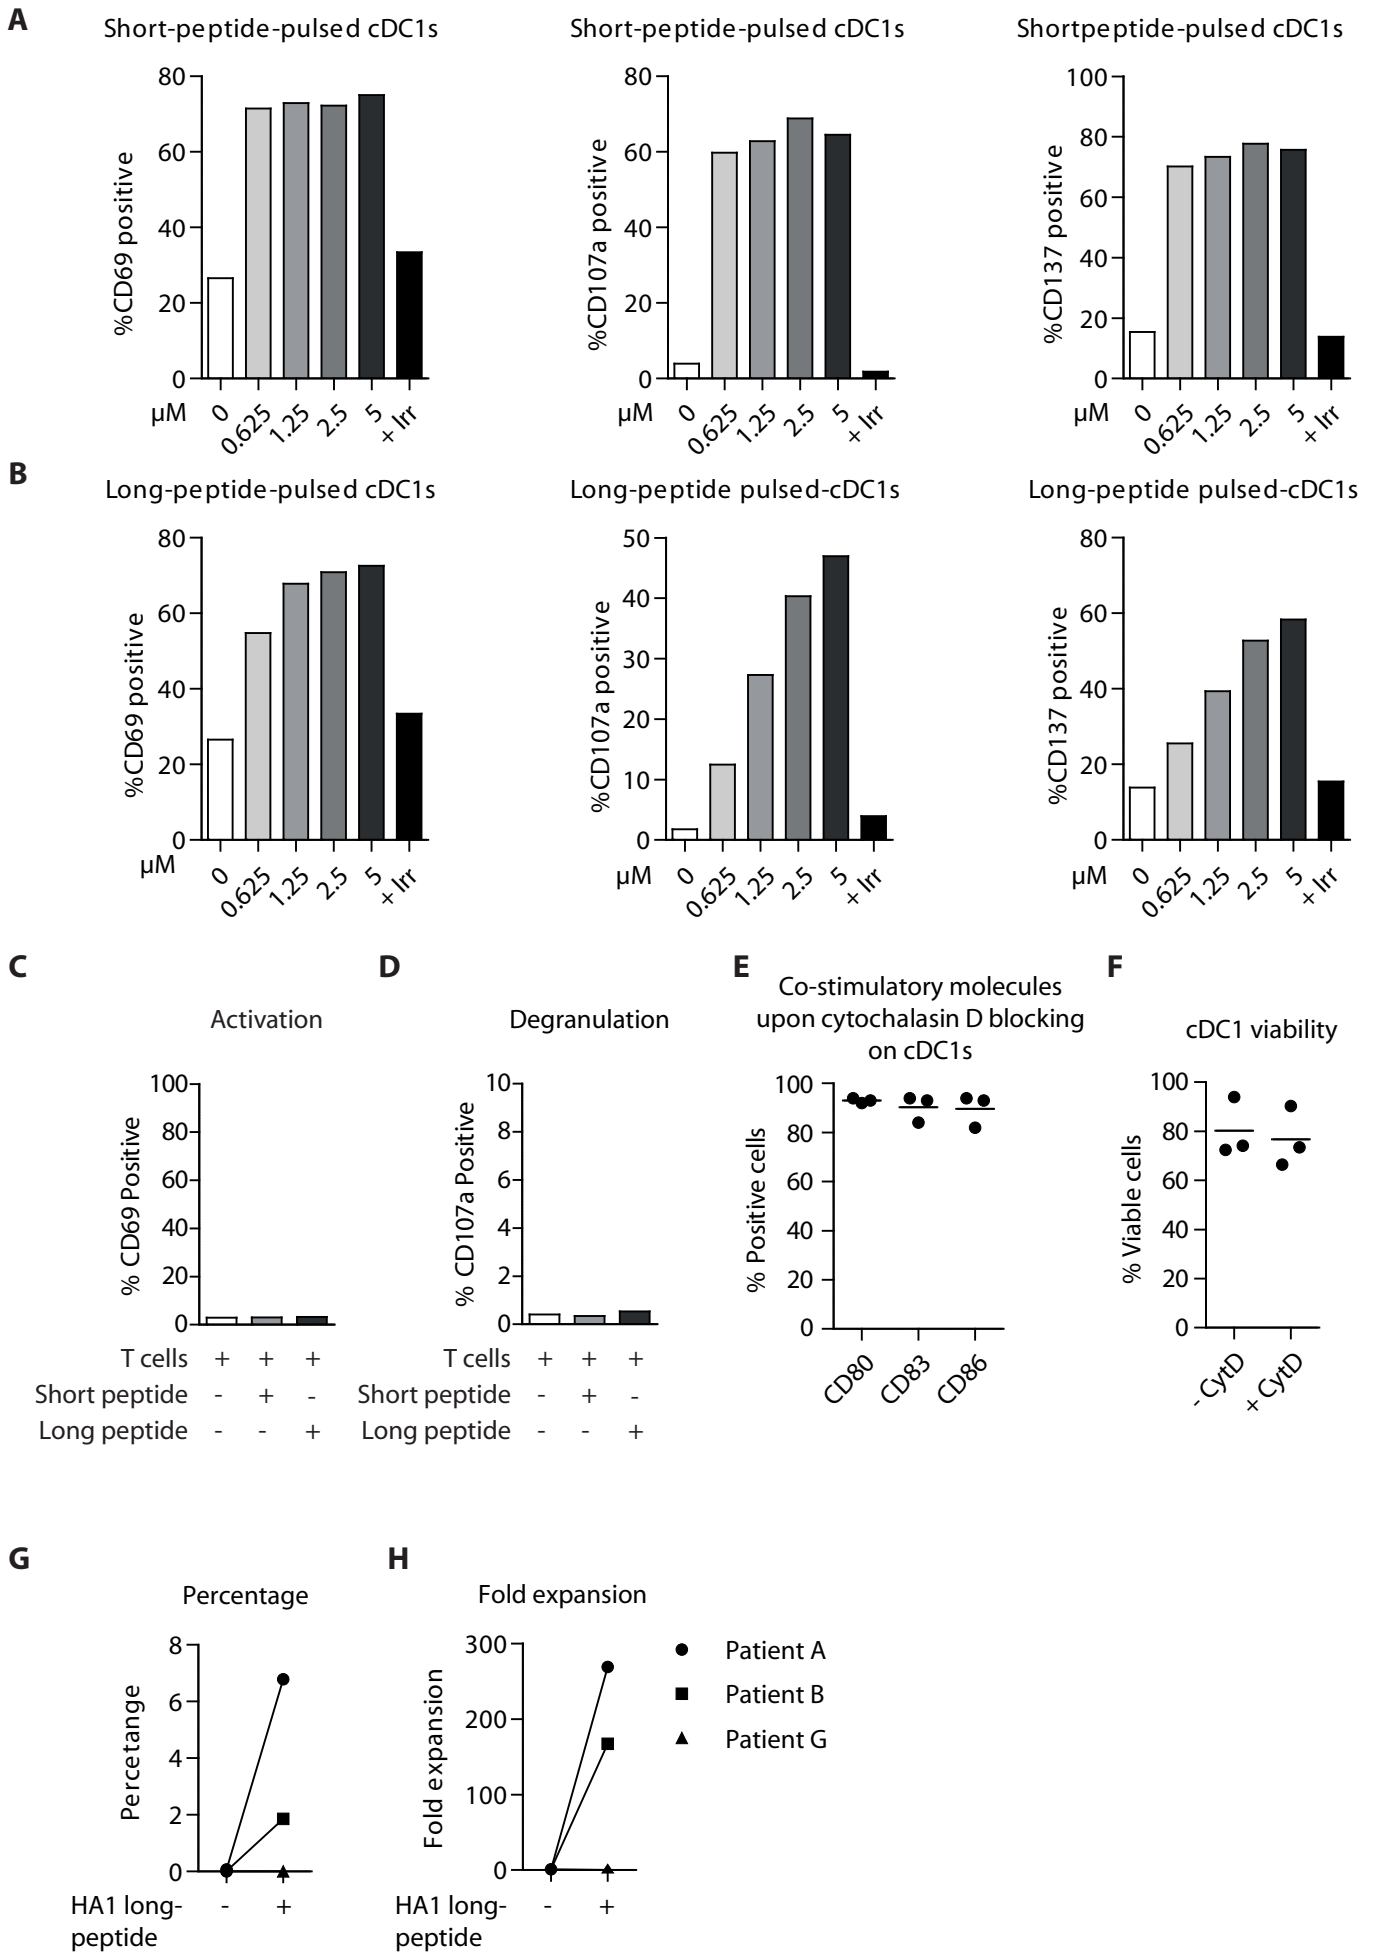 A
Short-peptide-pulsed cDC1s
Short-peptide-pulsed cDC1s
Shortpeptide-pulsed cDC1s
%CD69 positive
80
60
40
20
0
µM
0
0.625
1.25
2.5
5
+ Irr
%CD107a positive
80
60
40
20
0
µM
0
0.625
1.25
2.5
5
+ Irr
%CD137 positive
100
80
60
40
20
0
µM
0
0.625
1.25
2.5
5
+ Irr
B
Long-peptide-pulsed cDC1s
Long-peptide pulsed-cDC1s
Long-peptide pulsed-cDC1s
%CD69 positive
80
60
40
20
0
µM
0
0.625
1.25
2.5
5
+ Irr
%CD107a positive
50
40
30
20
10
0
µM
0
0.625
1.25
2.5
5
+ Irr
%CD137 positive
80
60
40
20
0
µM
0
0.625
1.25
2.5
5
+ Irr
C
Activation
% CD69 Positive
100
80
60
40
20
0
T cells + + +
Short peptide - + -
Long peptide - - +
D
Degranulation
% CD107a Positive
10
8
6
4
2
0
T cells + + +
Short peptide - + -
Long peptide - - +
E
Co-stimulatory molecules
upon cytochalasin D blocking
on cDC1s
% Positive cells
100
80
60
40
20
0
CD80
CD83
CD86
F
cDC1 viability
% Viable cells
100
80
60
40
20
0
- CytD
+ CytD
G
Percentage
Percetange
8
6
4
2
0
HA1 long- - +
peptide
H
Fold expansion
Fold expansion
300
200
100
0
HA1 long- - +
peptide
Patient A
Patient B
Patient G